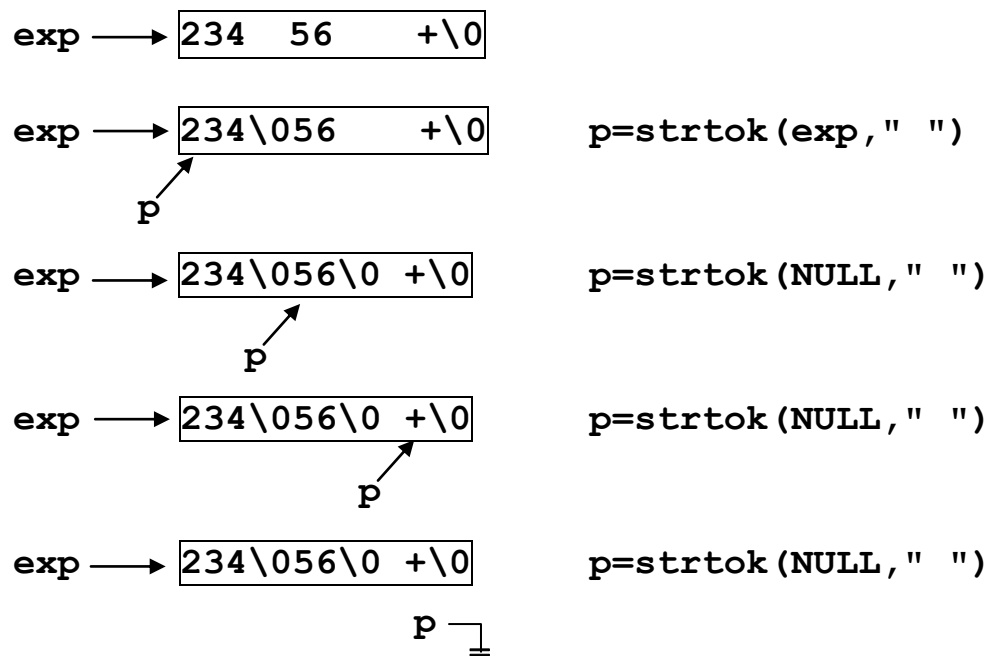 exp 234  56    +\0
exp 234\056    +\0 p=strtok(exp," ")
p
exp 234\056\0 +\0 p=strtok(NULL," ")
p
exp 234\056\0 +\0 p=strtok(NULL," ")
p
exp 234\056\0 +\0 p=strtok(NULL," ")
p